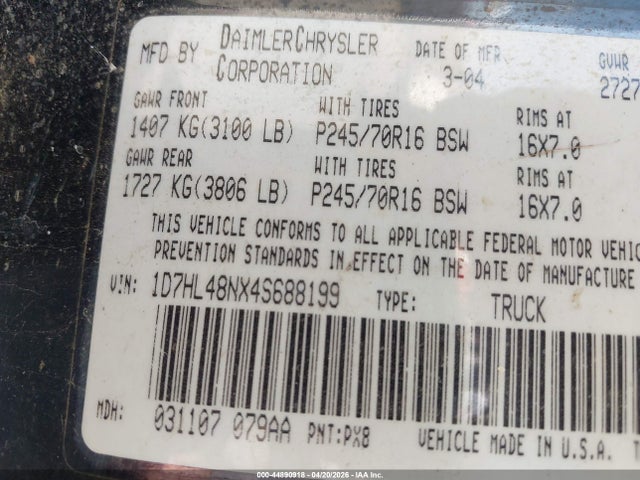 MFD BY DAIMLERCHRYSLER CORPORATION DATE OF MFR 3-04 GVWR 2727
GAWR FRONT WITH TIRES RIMS AT
1407 KG(3100 LB) P245/70R16 BSW 16X7.0
GAWR REAR WITH TIRES RIMS AT
1727 KG(3806 LB) P245/70R16 BSW 16X7.0
THIS VEHICLE CONFORMS TO ALL APPLICABLE FEDERAL MOTOR VEHIC
PREVENTION STANDARDS IN EFFECT ON THE DATE OF MANUFACTURE
VIN: 1D7HL48NX4S688199 TYPE: TRUCK
MDH: 031107 079AA PNT:PX8 VEHICLE MADE IN U.S.A. T
000-44890918 - 04/20/2026 - IAA Inc.